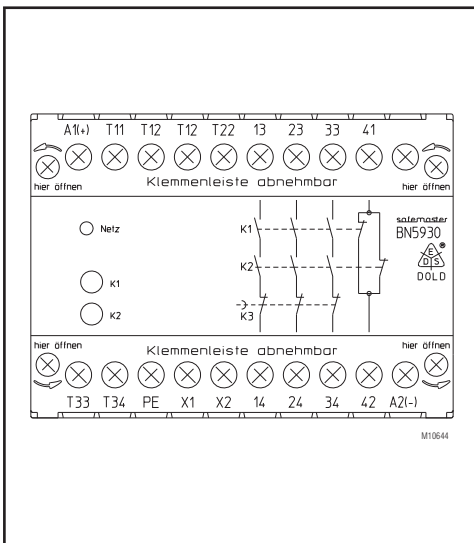 A1(+) T11 T12 T12 T22 13 23 33 41
hier öffnen Klemmenleiste abnehmbar hier öffnen
Netz
K1
K2
K1
K2
K3
safemaster
BN5930
E
D S
®
DOLD
hier öffnen Klemmenleiste abnehmbar hier öffnen
T33 T34 PE X1 X2 14 24 34 42 A2(-)
M10644